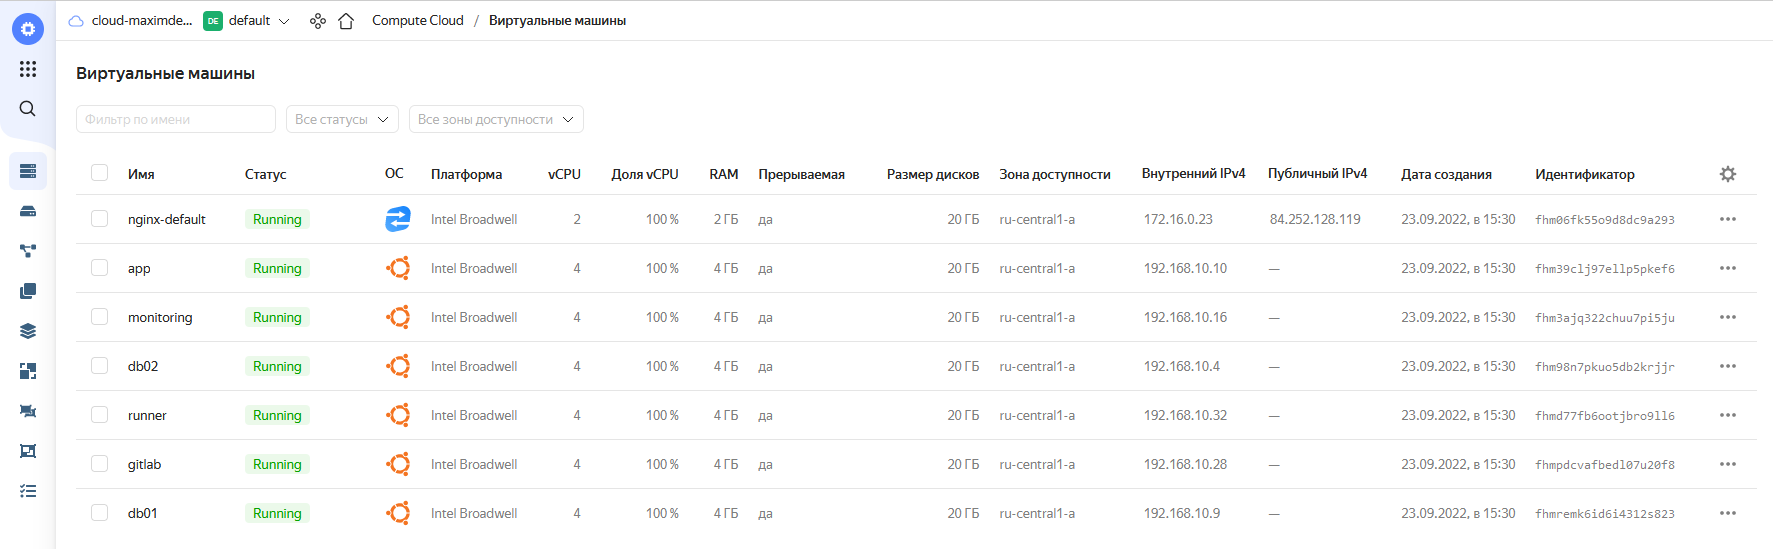 cloud-maximde... DE default Compute Cloud / Виртуальные машины
Виртуальные машины
Фильтр по имени Все статусы Все зоны доступности
Имя Статус ОС Платформа vCPU Доля vCPU RAM Прерываемая Размер дисков Зона доступности Внутренний IPv4 Публичный IPv4 Дата создания Идентификатор
nginx-default Running Intel Broadwell 2 100 % 2 ГБ да 20 ГБ ru-central1-a 172.16.0.23 84.252.128.119 23.09.2022, в 15:30 fhm06fk55o9d8dc9a293
app Running Intel Broadwell 4 100 % 4 ГБ да 20 ГБ ru-central1-a 192.168.10.10 — 23.09.2022, в 15:30 fhm39clj97ellp5pkef6
monitoring Running Intel Broadwell 4 100 % 4 ГБ да 20 ГБ ru-central1-a 192.168.10.16 — 23.09.2022, в 15:30 fhm3ajq322chuu7pi5ju
db02 Running Intel Broadwell 4 100 % 4 ГБ да 20 ГБ ru-central1-a 192.168.10.4 — 23.09.2022, в 15:30 fhm98n7pkuo5db2krjjr
runner Running Intel Broadwell 4 100 % 4 ГБ да 20 ГБ ru-central1-a 192.168.10.32 — 23.09.2022, в 15:30 fhmd77fb6ootjbro9ll6
gitlab Running Intel Broadwell 4 100 % 4 ГБ да 20 ГБ ru-central1-a 192.168.10.28 — 23.09.2022, в 15:30 fhmpdcvafbedl07u20f8
db01 Running Intel Broadwell 4 100 % 4 ГБ да 20 ГБ ru-central1-a 192.168.10.9 — 23.09.2022, в 15:30 fhmremk6id6i4312s823